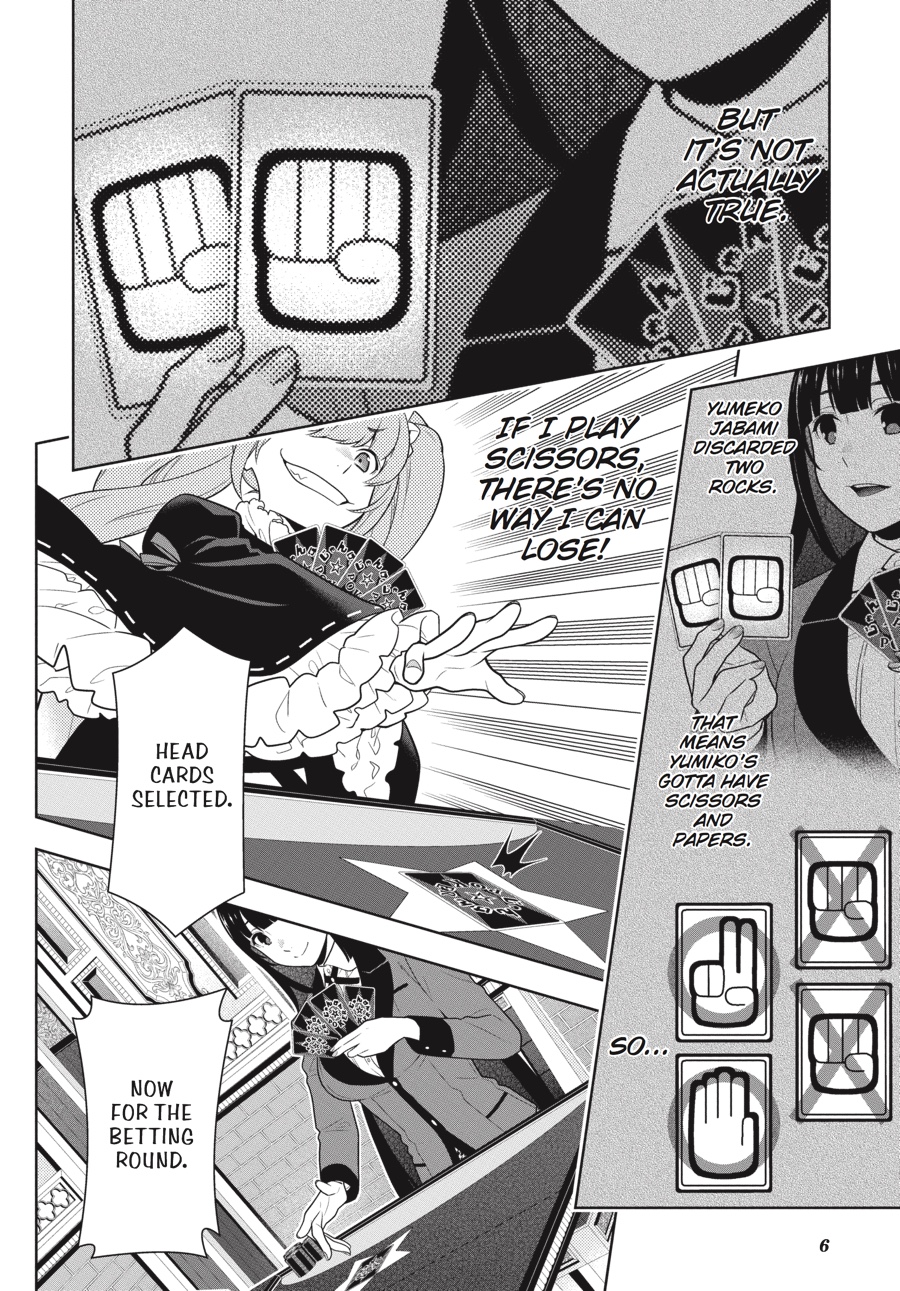 BUT
IT'S NOT
ACTUALLY
TRUE.
YUMEKO
JABAMI
DISCARDED
TWO
ROCKS.
THAT
MEANS
YUMIKO'S
GOTTA HAVE
SCISSORS
AND
PAPERS.
SO...
IF I PLAY
SCISSORS,
THERE'S NO
WAY I CAN
LOSE!
HEAD
CARDS
SELECTED.
NOW
FOR THE
BETTING
ROUND.
6